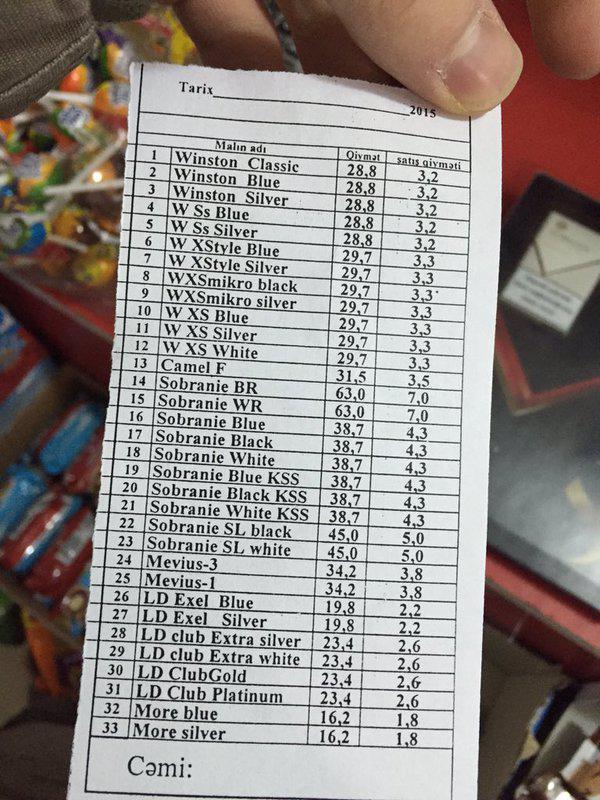 Tarix 2015
Malın adı Qiymət satış qiyməti
1 Winston Classic 28,8 3,2
2 Winston Blue 28,8 3,2
3 Winston Silver 28,8 3,2
4 W Ss Blue 28,8 3,2
5 W Ss Silver 28,8 3,2
6 W XStyle Blue 29,7 3,3
7 W XStyle Silver 29,7 3,3
8 WXSmikro black 29,7 3,3
9 WXSmikro silver 29,7 3,3
10 W XS Blue 29,7 3,3
11 W XS Silver 29,7 3,3
12 W XS White 29,7 3,3
13 Camel F 31,5 3,5
14 Sobranie BR 63,0 7,0
15 Sobranie WR 63,0 7,0
16 Sobranie Blue 38,7 4,3
17 Sobranie Black 38,7 4,3
18 Sobranie White 38,7 4,3
19 Sobranie Blue KSS 38,7 4,3
20 Sobranie Black KSS 38,7 4,3
21 Sobranie White KSS 38,7 4,3
22 Sobranie SL black 45,0 5,0
23 Sobranie SL white 45,0 5,0
24 Mevius-3 34,2 3,8
25 Mevius-1 34,2 3,8
26 LD Exel Blue 19,8 2,2
27 LD Exel Silver 19,8 2,2
28 LD club Extra silver 23,4 2,6
29 LD club Extra white 23,4 2,6
30 LD ClubGold 23,4 2,6
31 LD Club Platinum 23,4 2,6
32 More blue 16,2 1,8
33 More silver 16,2 1,8
Cəmi: